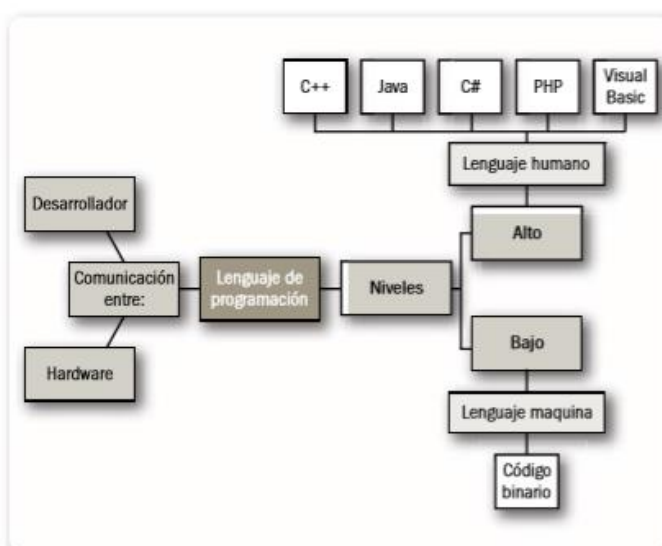 C++
Java
C#
PHP
Visual
Basic
Lenguaje humano
Desarrollador
Alto
Comunicación
entre:
Lenguaje de
programación
Niveles
Bajo
Hardware
Lenguaje maquina
Código
binario